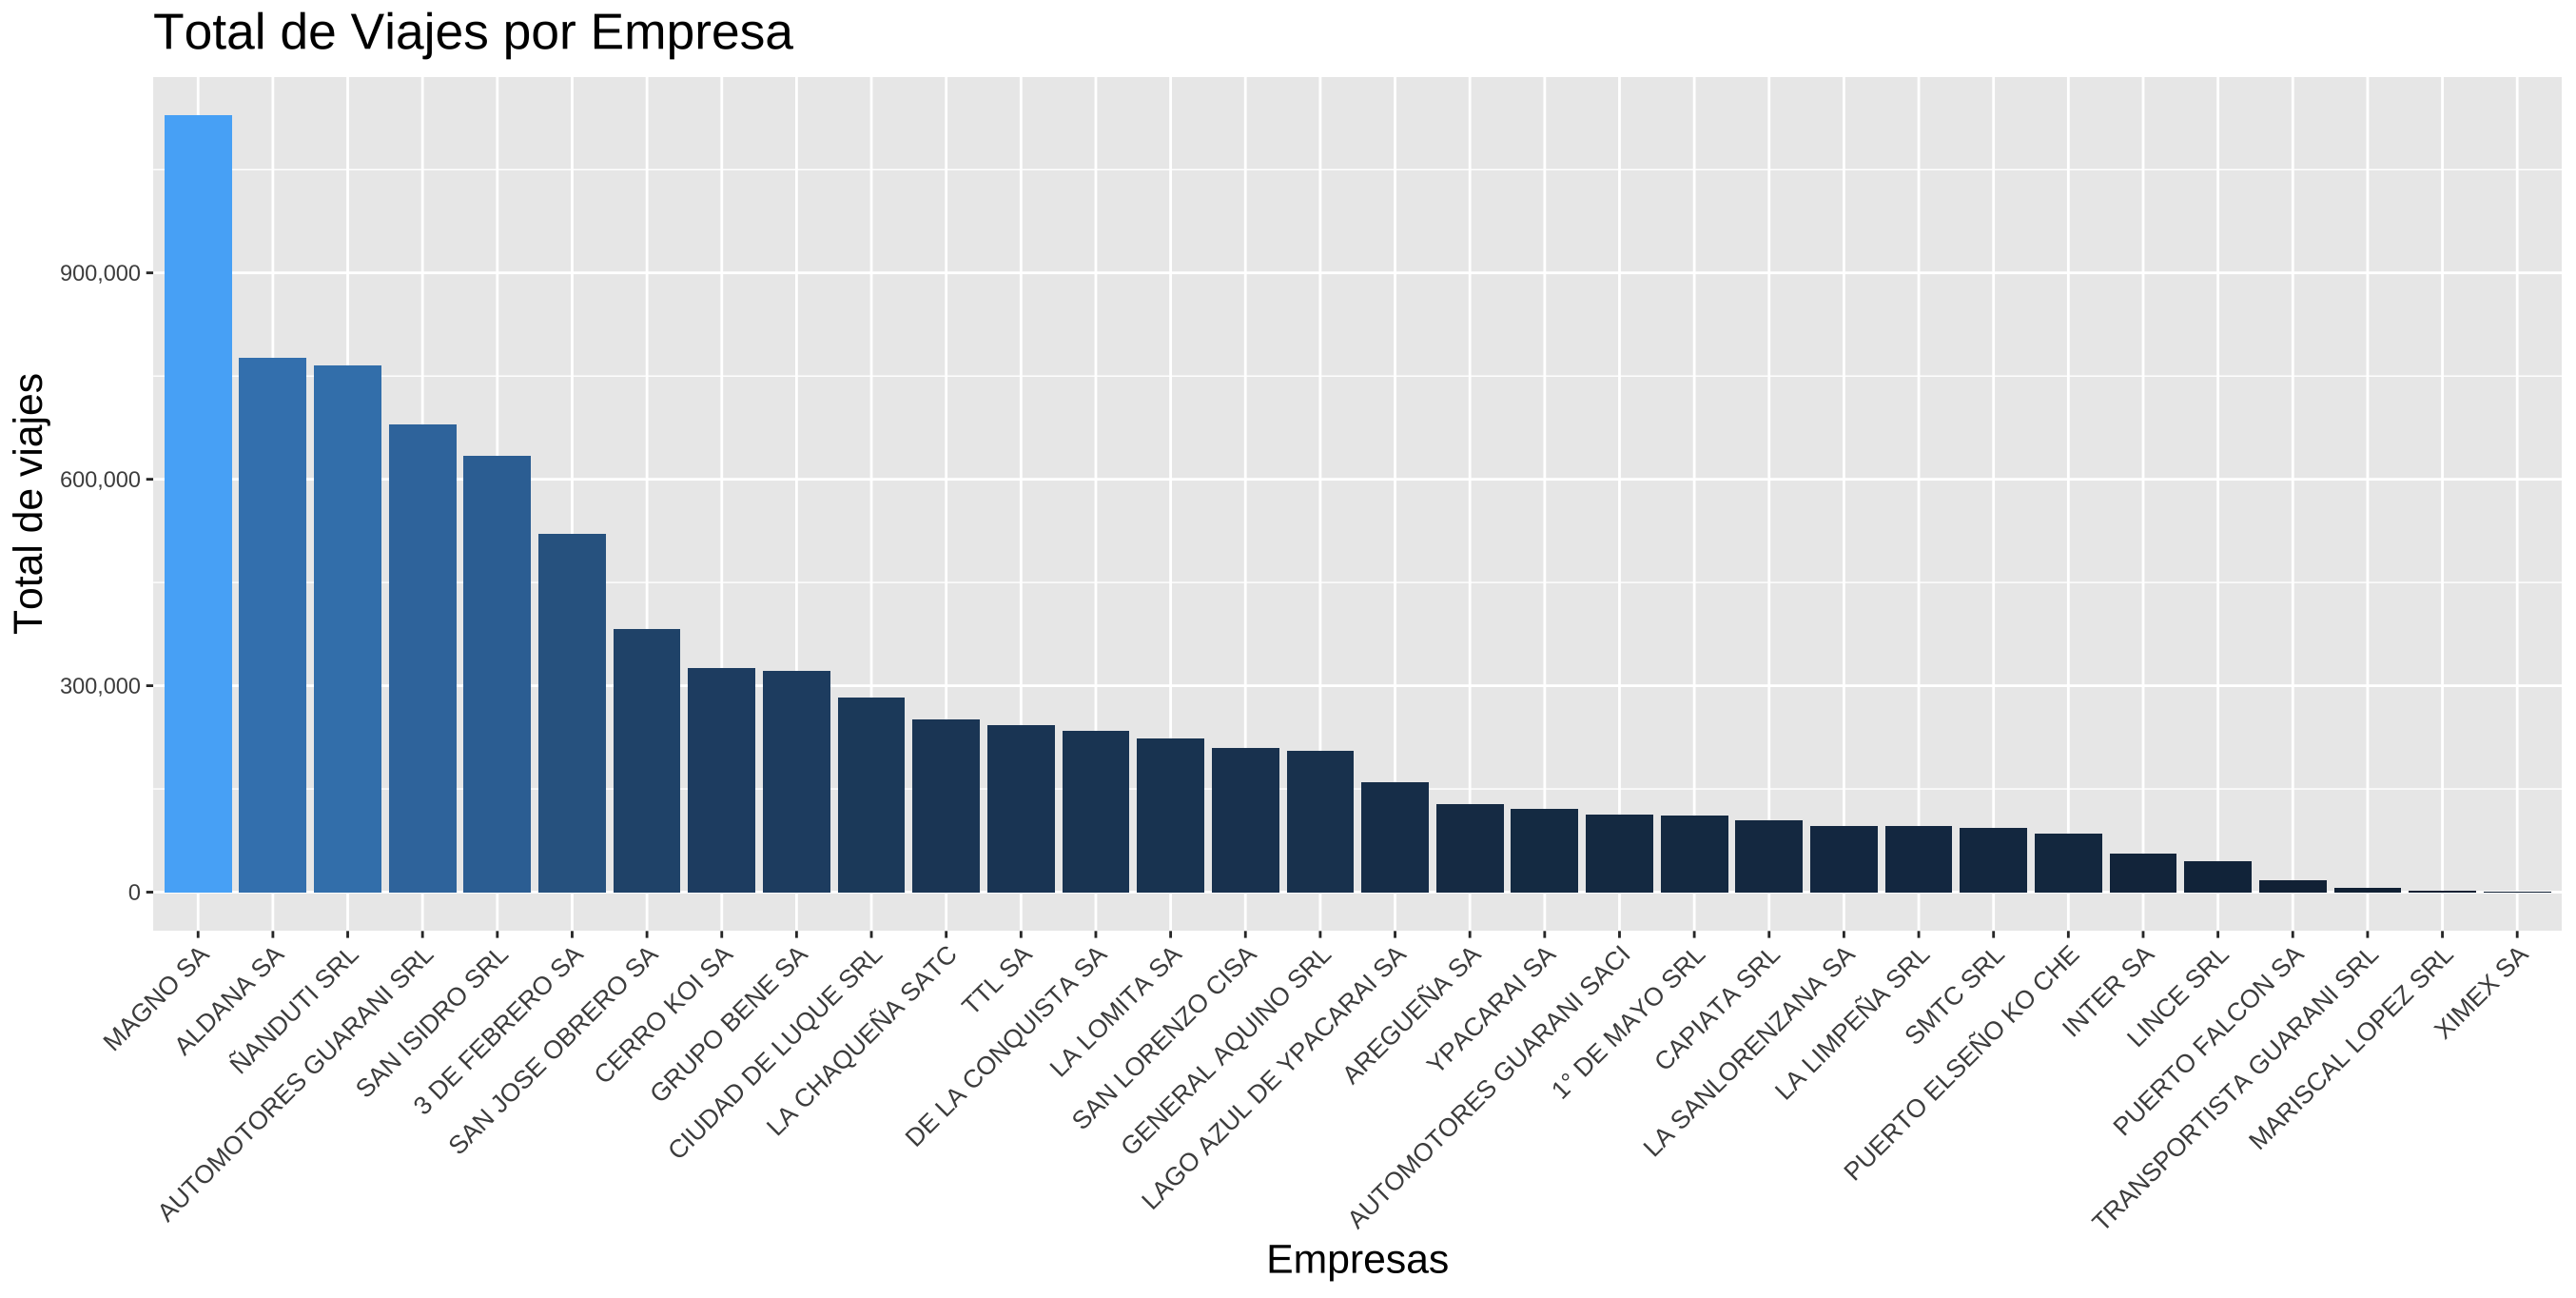 Total de Viajes por Empresa
Total de viajes
900,000
600,000
300,000
0
MAGNO SA
ALDANA SA
ÑANDUTI SRL
AUTOMOTORES GUARANI SRL
SAN ISIDRO SRL
3 DE FEBRERO SA
SAN JOSE OBRERO SA
CERRO KOI SA
GRUPO BENE SA
CIUDAD DE LUQUE SRL
LA CHAQUEÑA SATC
TTL SA
DE LA CONQUISTA SA
LA LOMITA SA
SAN LORENZO CISA
GENERAL AQUINO SRL
LAGO AZUL DE YPACARAI SA
AREGUEÑA SA
YPACARAI SA
AUTOMOTORES GUARANI SACI
1° DE MAYO SRL
CAPIATA SRL
LA SANLORENZANA SA
LA LIMPEÑA SRL
SMTC SRL
PUERTO ELSEÑO KO CHE
INTER SA
LINCE SRL
PUERTO FALCON SA
TRANSPORTISTA GUARANI SRL
MARISCAL LOPEZ SRL
XIMEX SA
Empresas